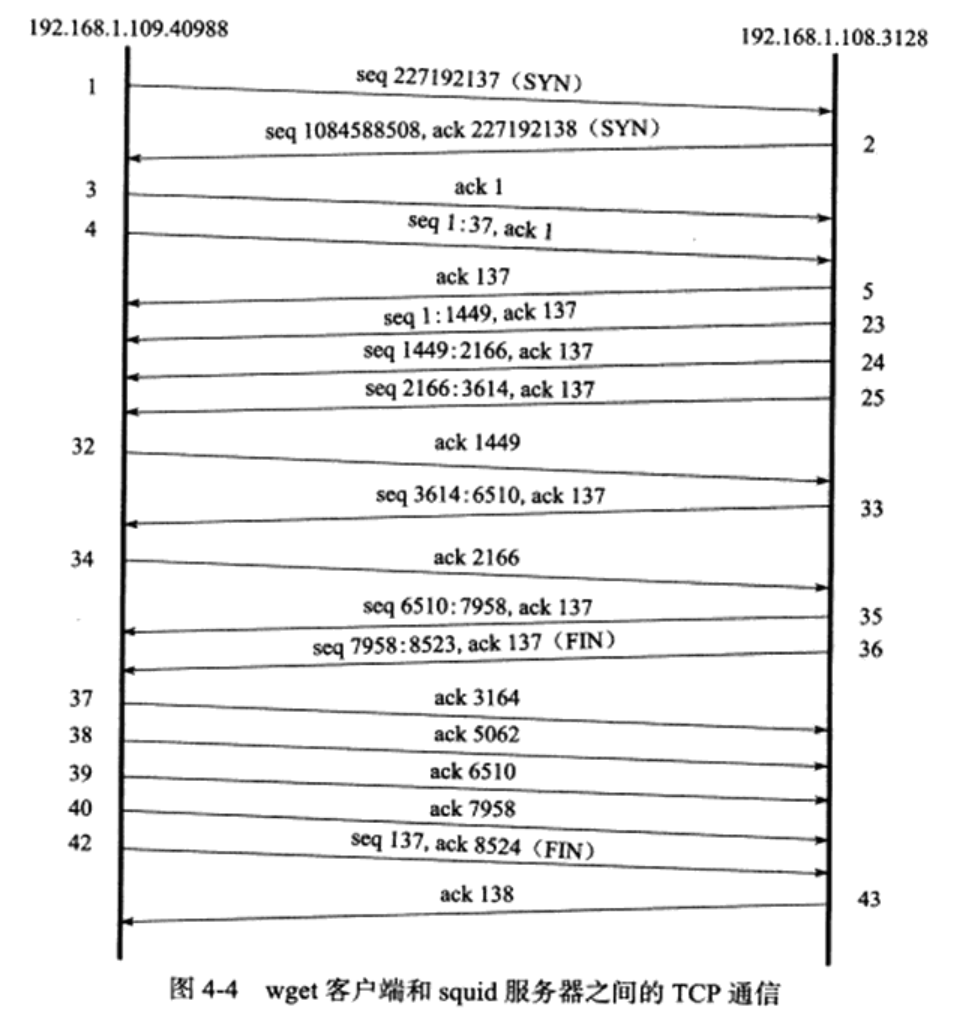 192.168.1.109.40988
192.168.1.108.3128
1
seq 227192137（SYN）
seq 1084588508, ack 227192138（SYN）
2
3
ack 1
4
seq 1:37, ack 1
ack 137
5
seq 1:1449, ack 137
23
seq 1449:2166, ack 137
24
seq 2166:3614, ack 137
25
32
ack 1449
seq 3614:6510, ack 137
33
34
ack 2166
seq 6510:7958, ack 137
35
seq 7958:8523, ack 137（FIN）
36
37
ack 3164
38
ack 5062
39
ack 6510
40
ack 7958
42
seq 137, ack 8524（FIN）
ack 138
43
图 4-4 wget 客户端和 squid 服务器之间的 TCP 通信